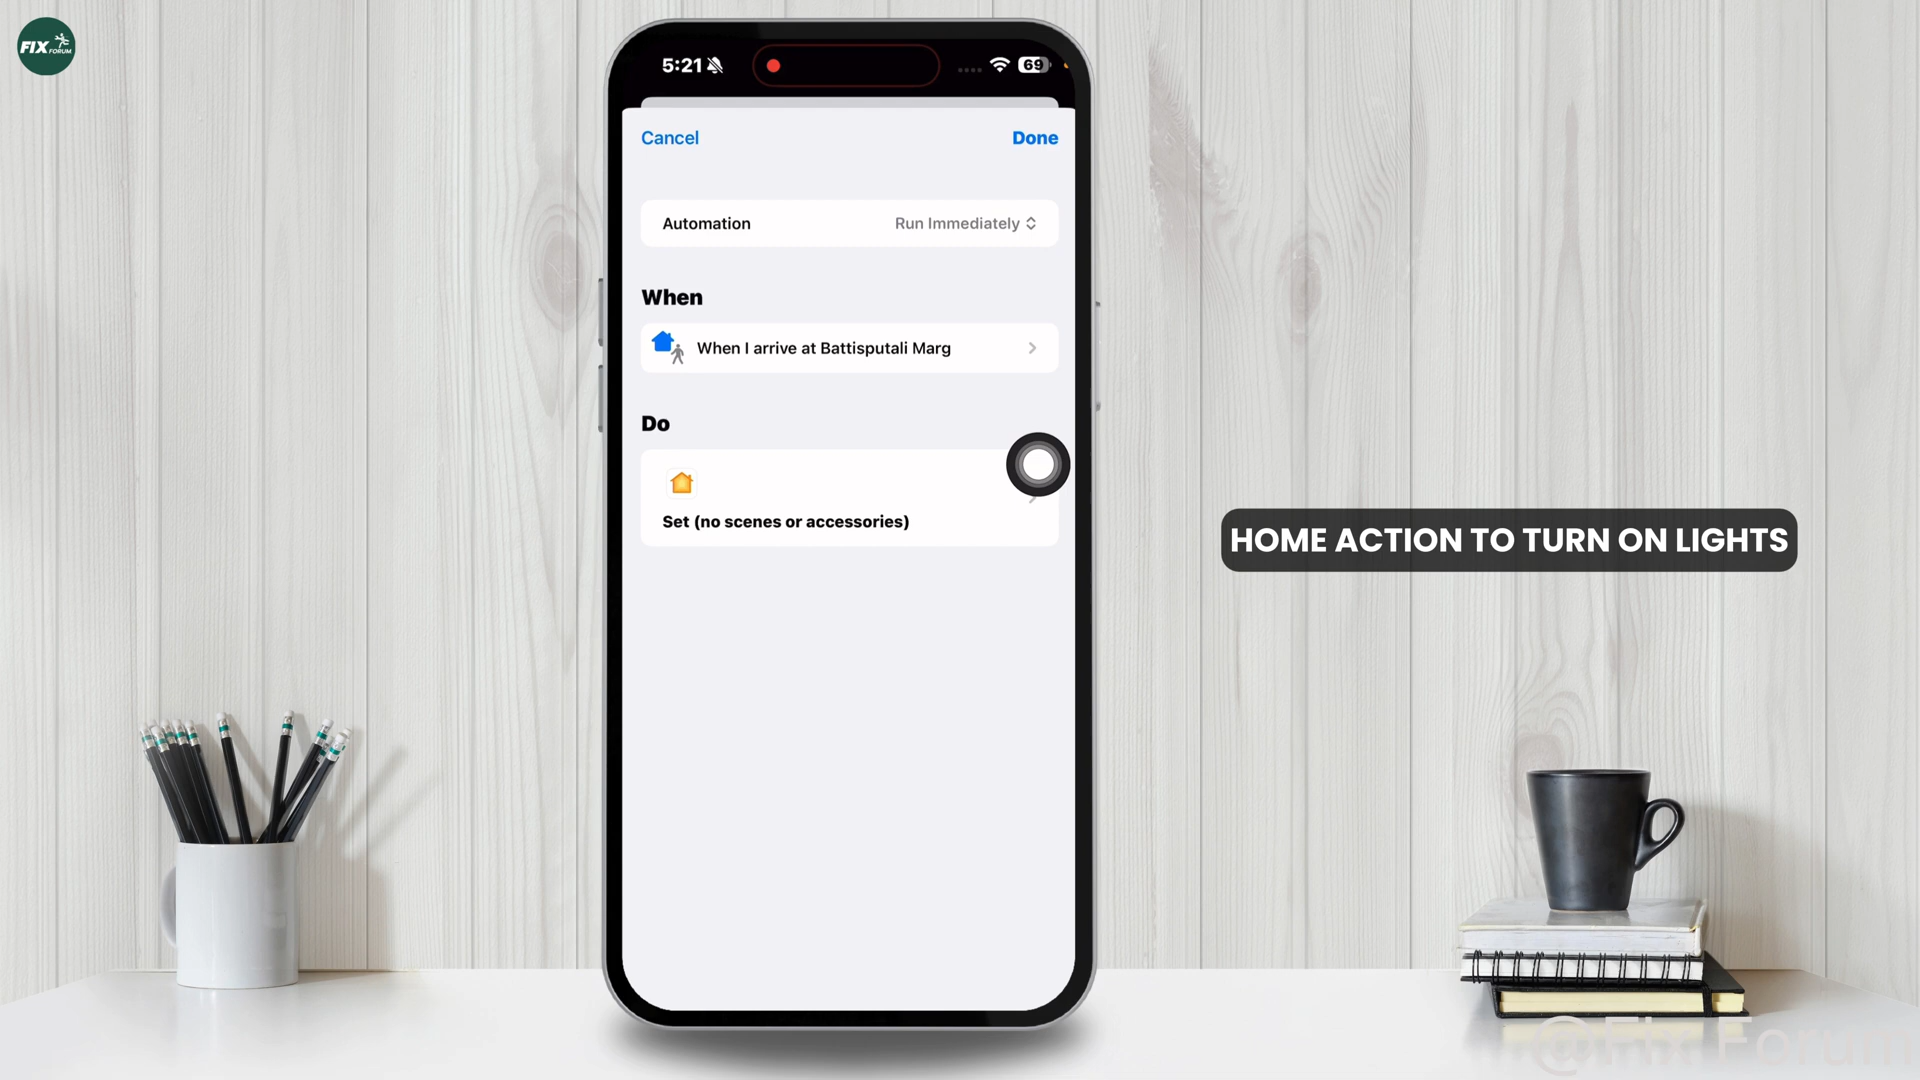 FIX
FORUM
5:21
69
Cancel
Done
Automation
Run Immediately
When
When I arrive at Battisputali Marg
Do
Set (no scenes or accessories)
HOME ACTION TO TURN ON LIGHTS
@Fix Forum